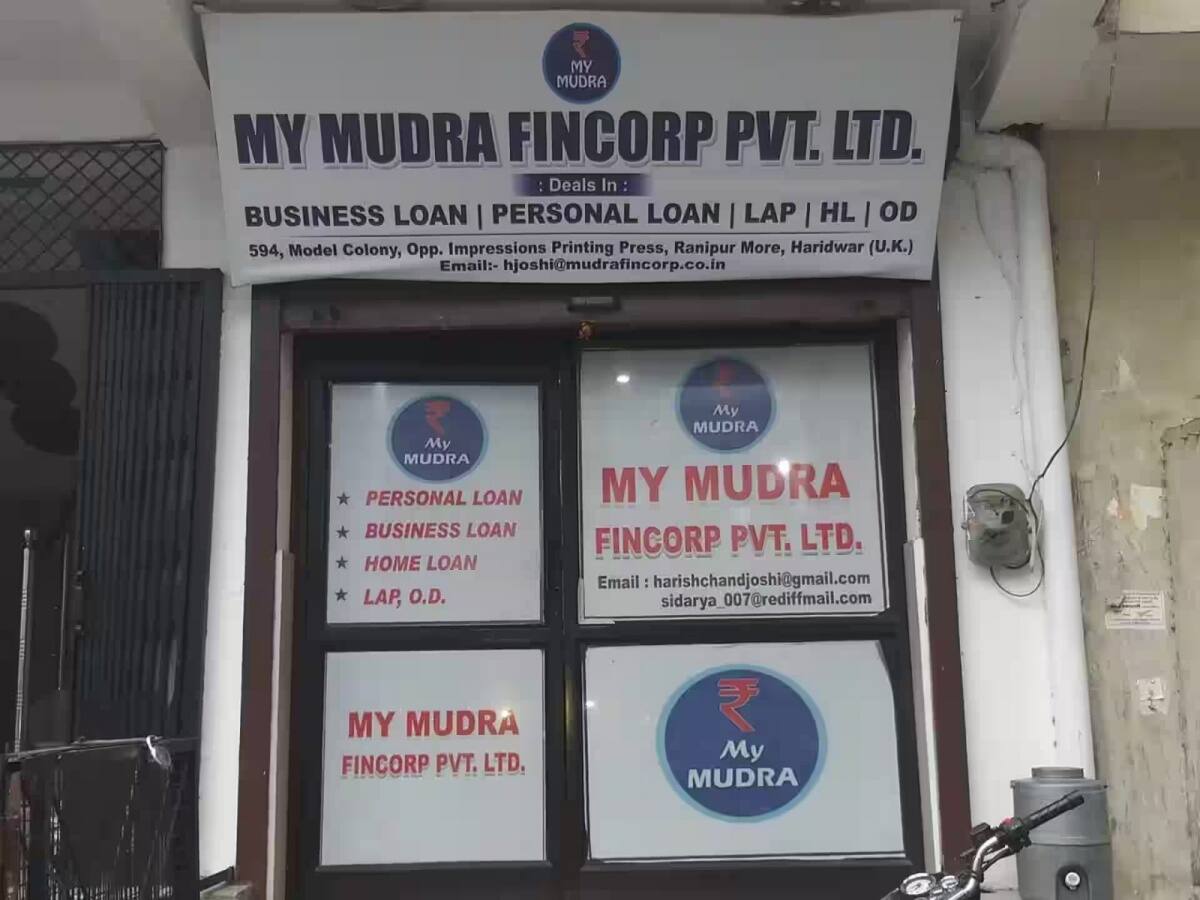 ₹
MY
MUDRA
MY MUDRA FINCORP PVT. LTD.
: Deals In :
BUSINESS LOAN | PERSONAL LOAN | LAP | HL | OD
594, Model Colony, Opp. Impressions Printing Press, Ranipur More, Haridwar (U.K.)
Email:- hjoshi@mudrafincorp.co.in
₹
My
MUDRA
★ PERSONAL LOAN
★ BUSINESS LOAN
★ HOME LOAN
★ LAP, O.D.
₹
My
MUDRA
MY MUDRA
FINCORP PVT. LTD.
Email : harishchandjoshi@gmail.com
sidarya_007@rediffmail.com
MY MUDRA
FINCORP PVT. LTD.
₹
My
MUDRA